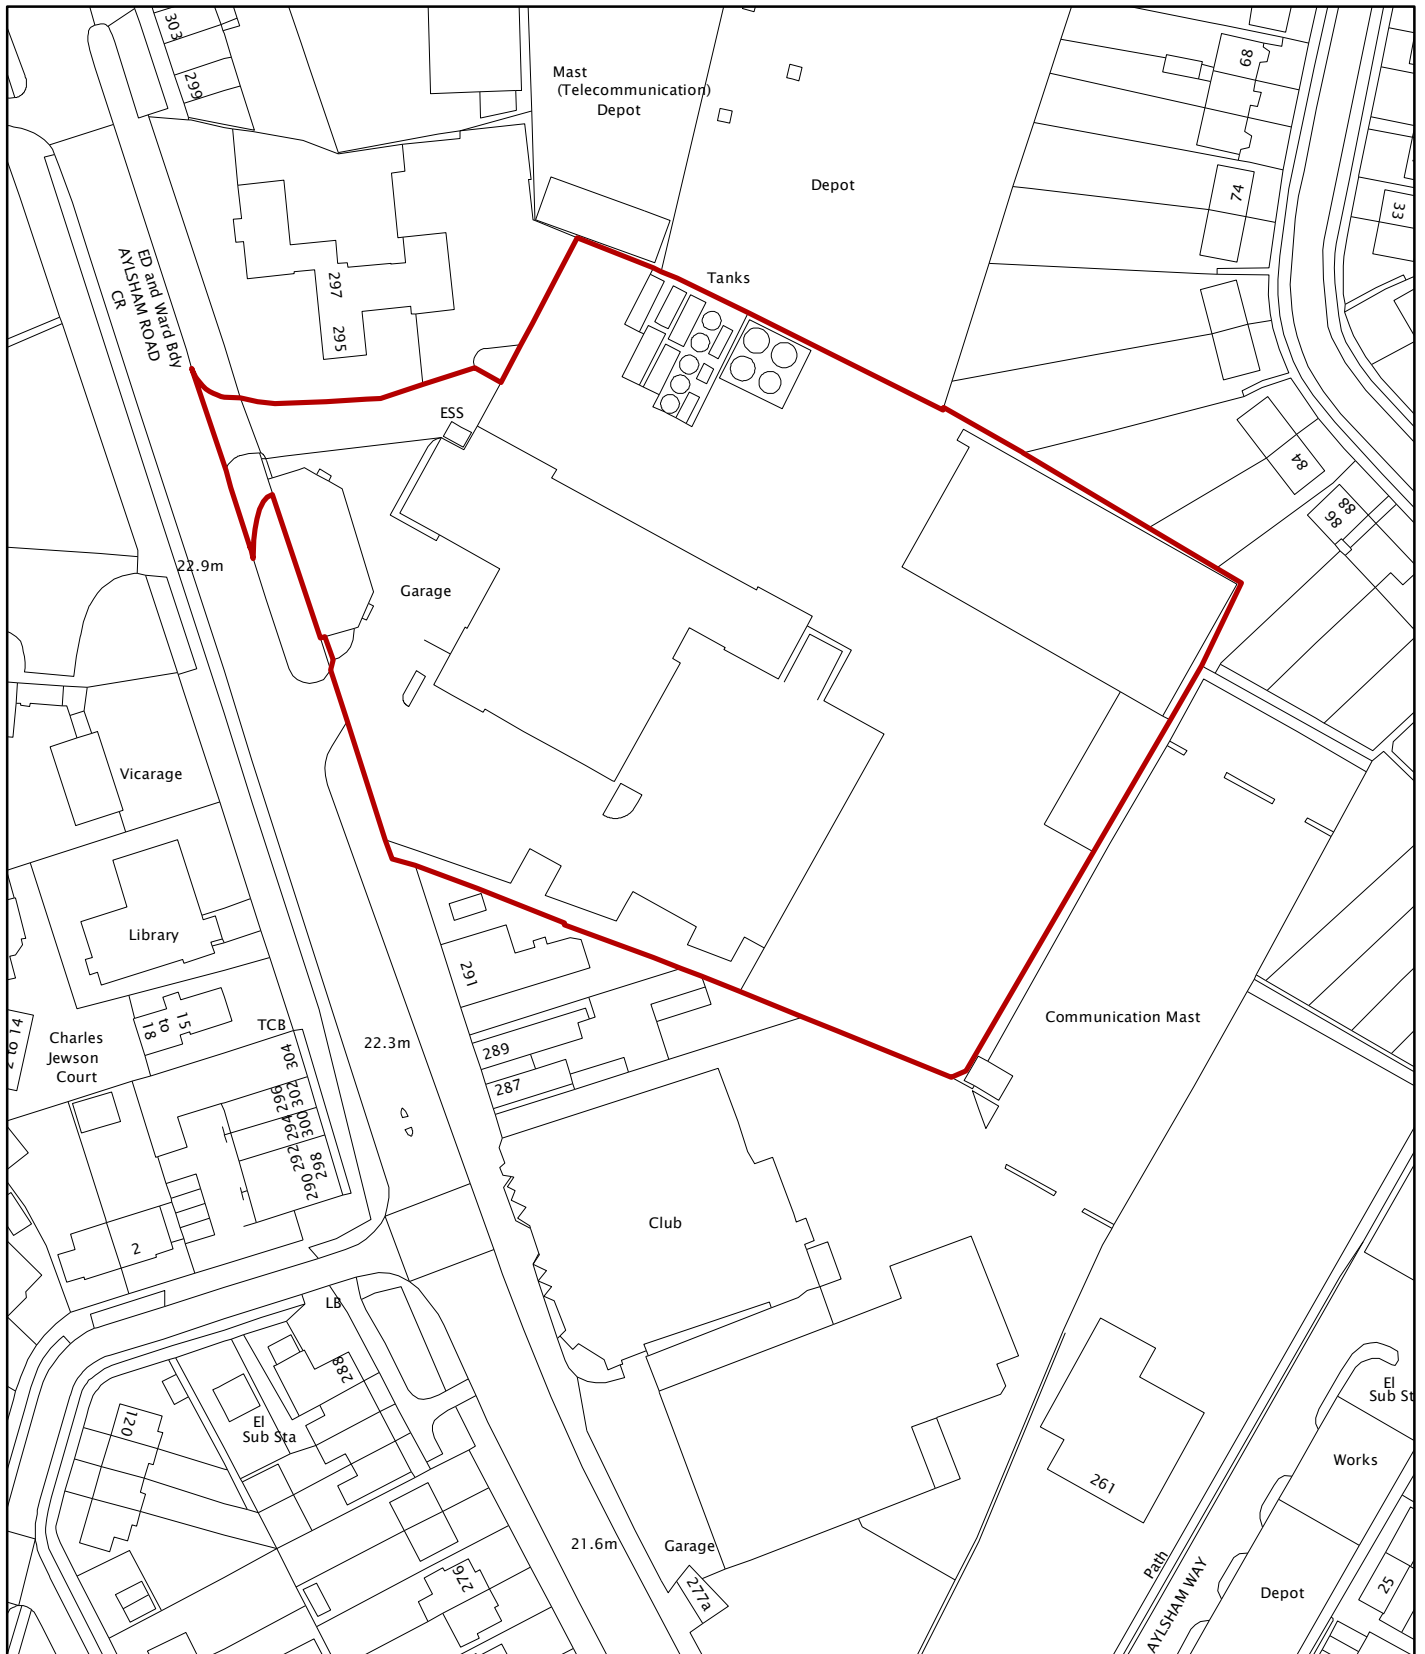 303
299
Mast
(Telecommunication)
Depot
68
Depot
74
33
ED and Ward Bdy
AYLSHAM ROAD
CR
297
295
Tanks
ESS
84
88
86
22.9m
Garage
Vicarage
Library
291
15
to
18
TCB
Charles
Jewson
Court
to 14
22.3m
289
287
Communication Mast
304
302
300
298
296
294
292
290
2
Club
LB
288
El
Sub Sta
120
El
Sub St
Works
261
21.6m
Garage
276
277a
Path
AYLSHAM WAY
Depot
25